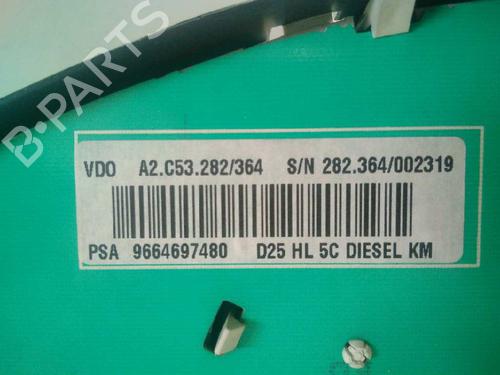 B-PARTS
VDO A2.C53.282/364 S/N 282.364/002319
PSA 9664697480 D25 HL 5C DIESEL KM